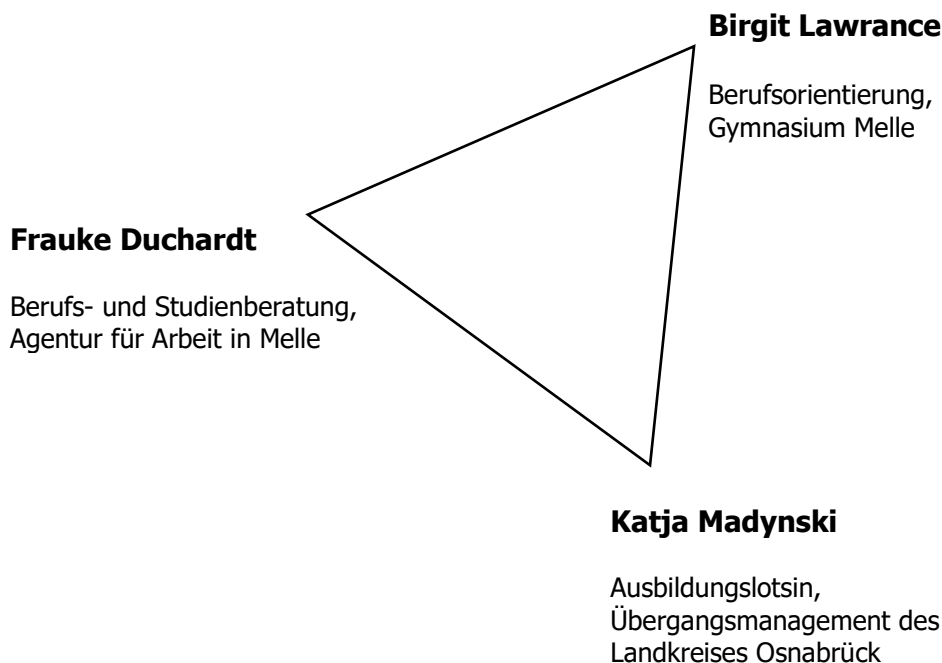 Birgit Lawrance
Berufsorientierung,
Gymnasium Melle
Frauke Duchardt
Berufs- und Studienberatung,
Agentur für Arbeit in Melle
Katja Madynski
Ausbildungslotsin,
Übergangsmanagement des
Landkreises Osnabrück